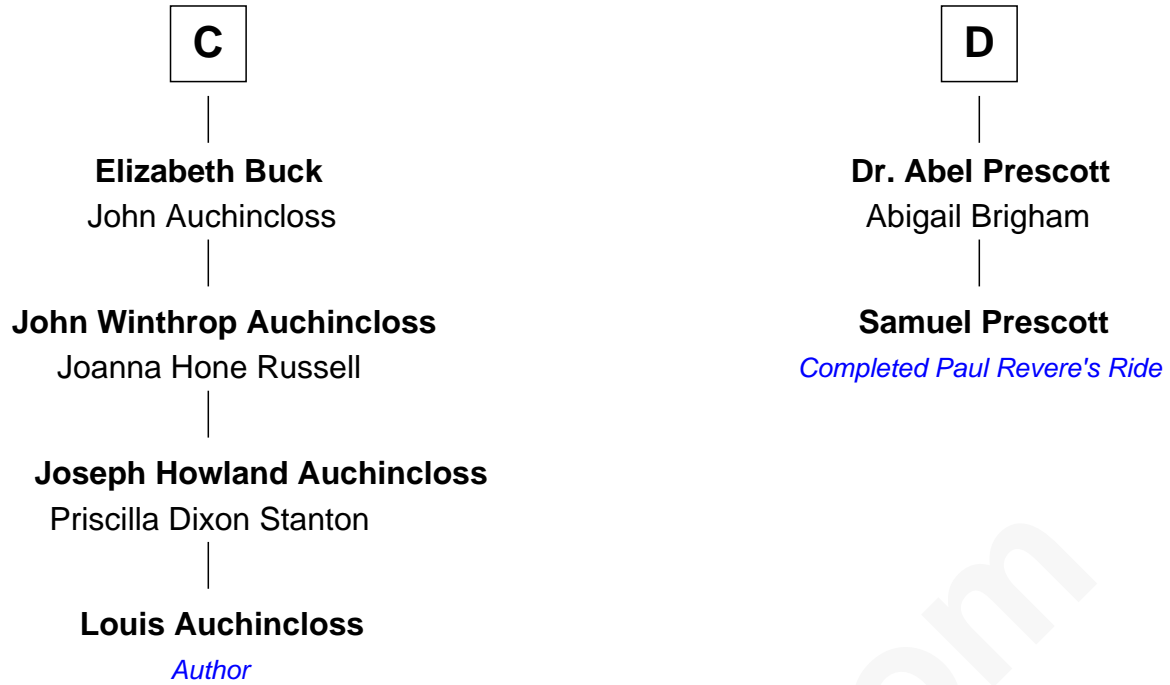 C
Elizabeth Buck
John Auchincloss
John Winthrop Auchincloss
Joanna Hone Russell
Joseph Howland Auchincloss
Priscilla Dixon Stanton
Louis Auchincloss
Author
D
Dr. Abel Prescott
Abigail Brigham
Samuel Prescott
Completed Paul Revere's Ride
om